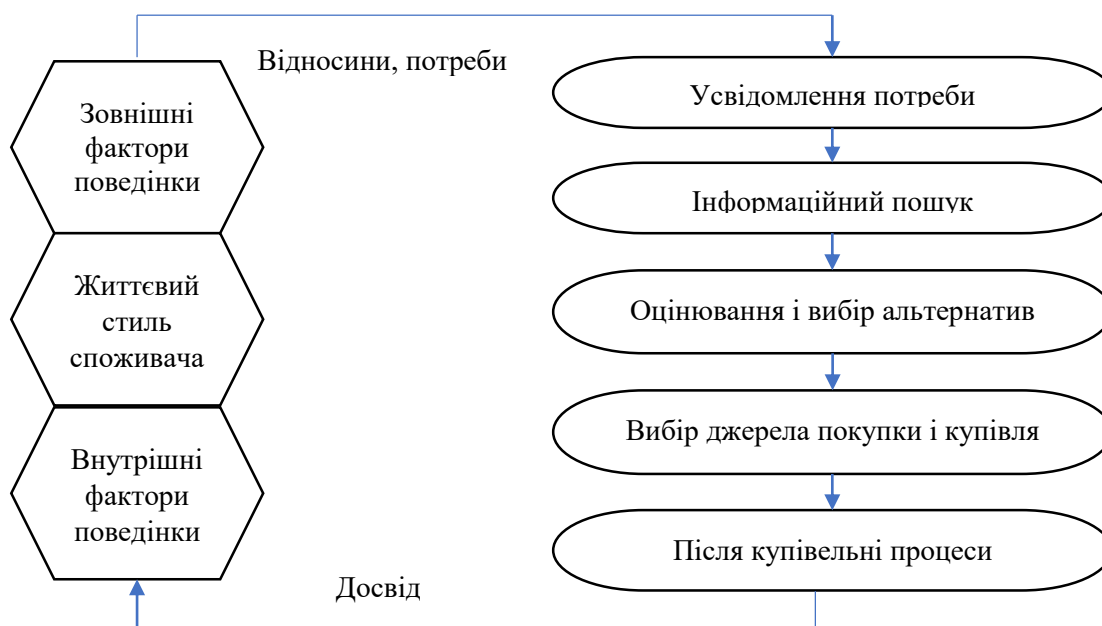 Відносини, потреби
Зовнішні
фактори
поведінки
Життєвий
стиль
споживача
Внутрішні
фактори
поведінки
Досвід
Усвідомлення потреби
Інформаційний пошук
Оцінювання і вибір альтернатив
Вибір джерела покупки і купівля
Після купівельні процеси